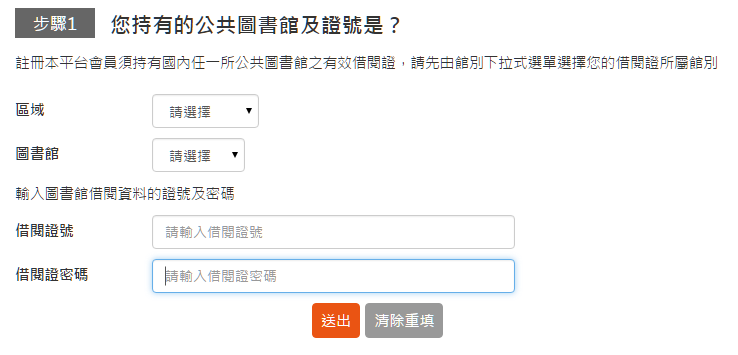 步驟1 您持有的公共圖書館及證號是？
註冊本平台會員須持有國內任一所公共圖書館之有效借閱證，請先由館別下拉式選單選擇您的借閱證所屬館別
區域 請選擇
圖書館 請選擇
輸入圖書館借閱資料的證號及密碼
借閱證號 請輸入借閱證號
借閱證密碼 請輸入借閱證密碼
送出 清除重填